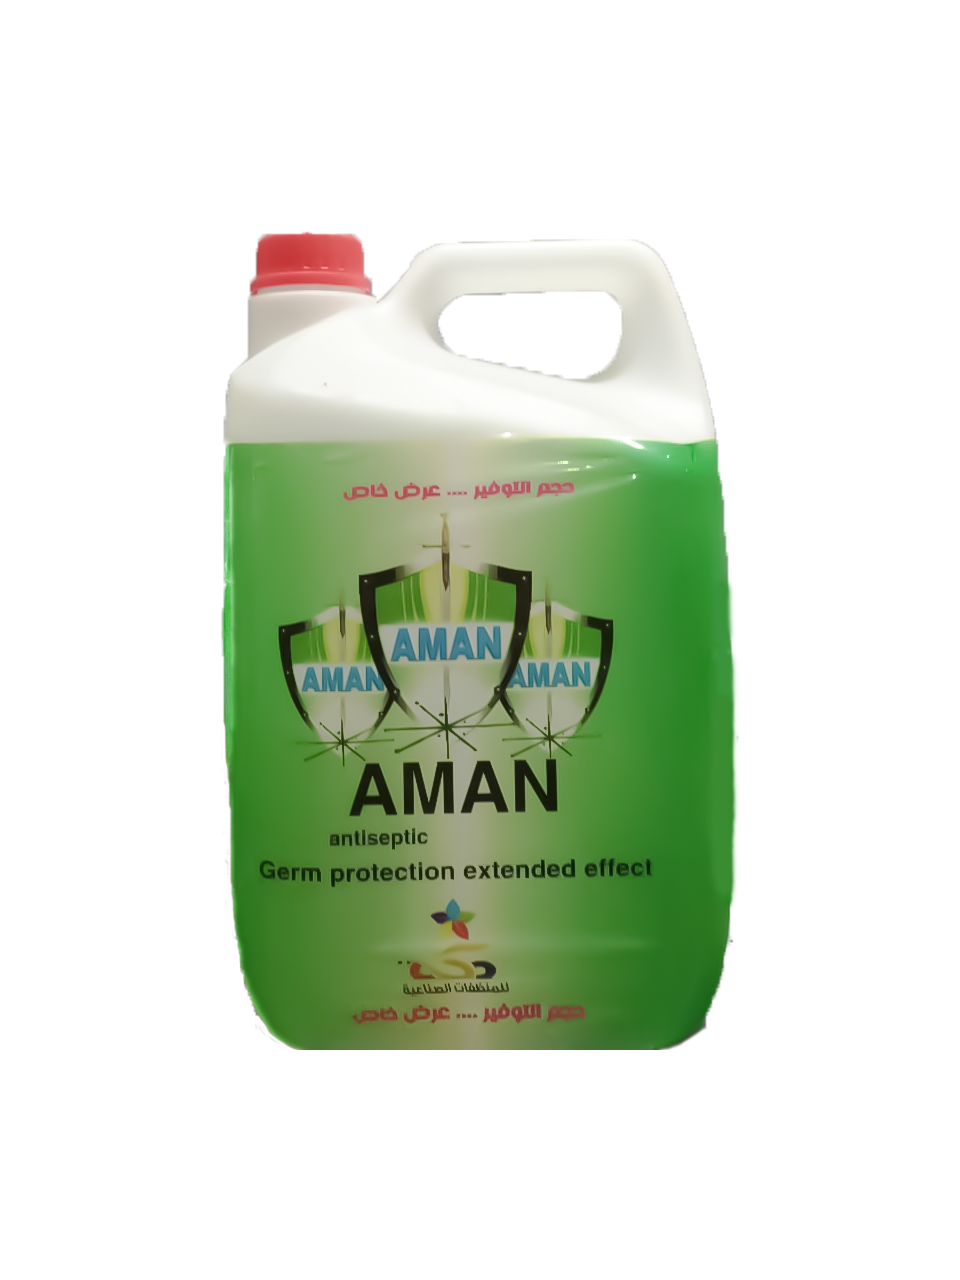 حجم التوفير .... عرض خاص
AMAN
AMAN
AMAN
AMAN
antiseptic
Germ protection extended effect
للمنظفات الصناعية
حجم التوفير .... عرض خاص